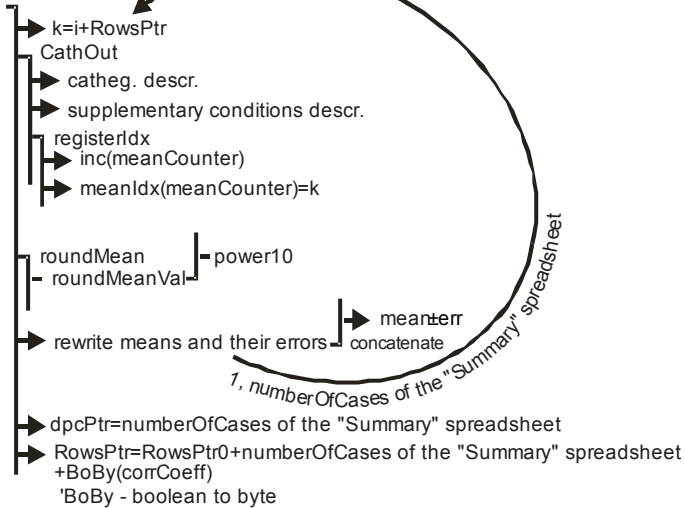 k=i+RowsPtr
CathOut
catheg. descr.
supplementary conditions descr.
registerIdx
inc(meanCounter)
meanIdx(meanCounter)=k
roundMean
power10
roundMeanVal
mean±err
rewrite means and their errors
concatenate
1, numberOfCases of the "Summary" spreadsheet
dpcPtr=numberOfCases of the "Summary" spreadsheet
RowsPtr=RowsPtr0+numberOfCases of the "Summary" spreadsheet
+BoBy(corrCoeff)
'BoBy - boolean to byte